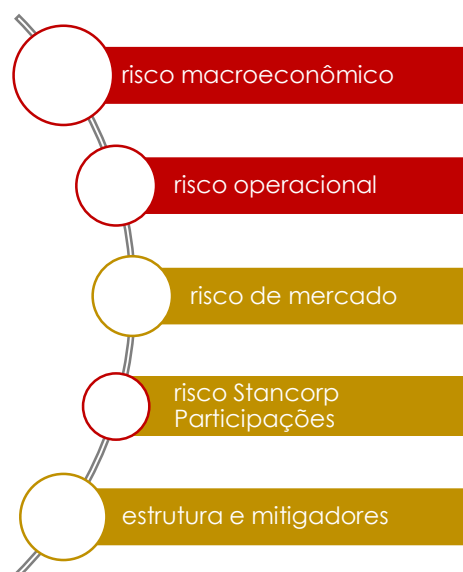 risco macroeconômico
risco operacional
risco de mercado
risco Stancorp
Participações
estrutura e mitigadores